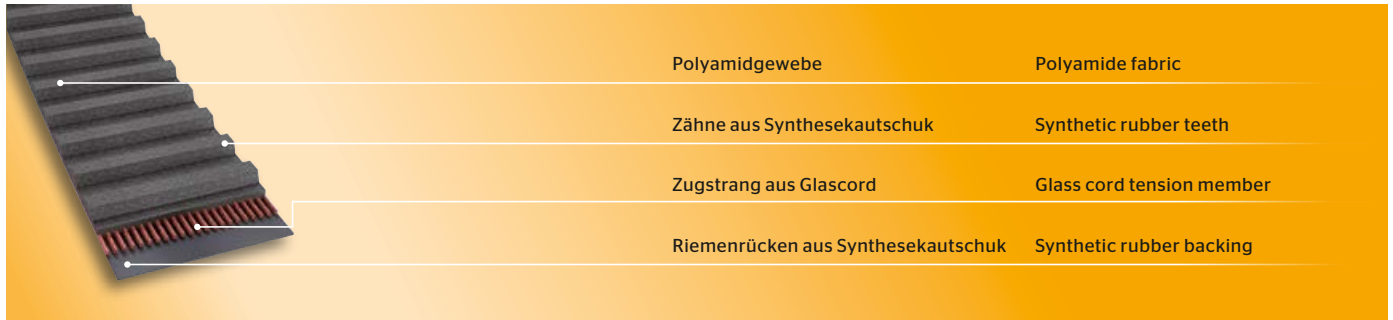 Polyamidgewebe Polyamide fabric
Zähne aus Synthesekautschuk Synthetic rubber teeth
Zugstrang aus Glascord Glass cord tension member
Riemenrücken aus Synthesekautschuk Synthetic rubber backing